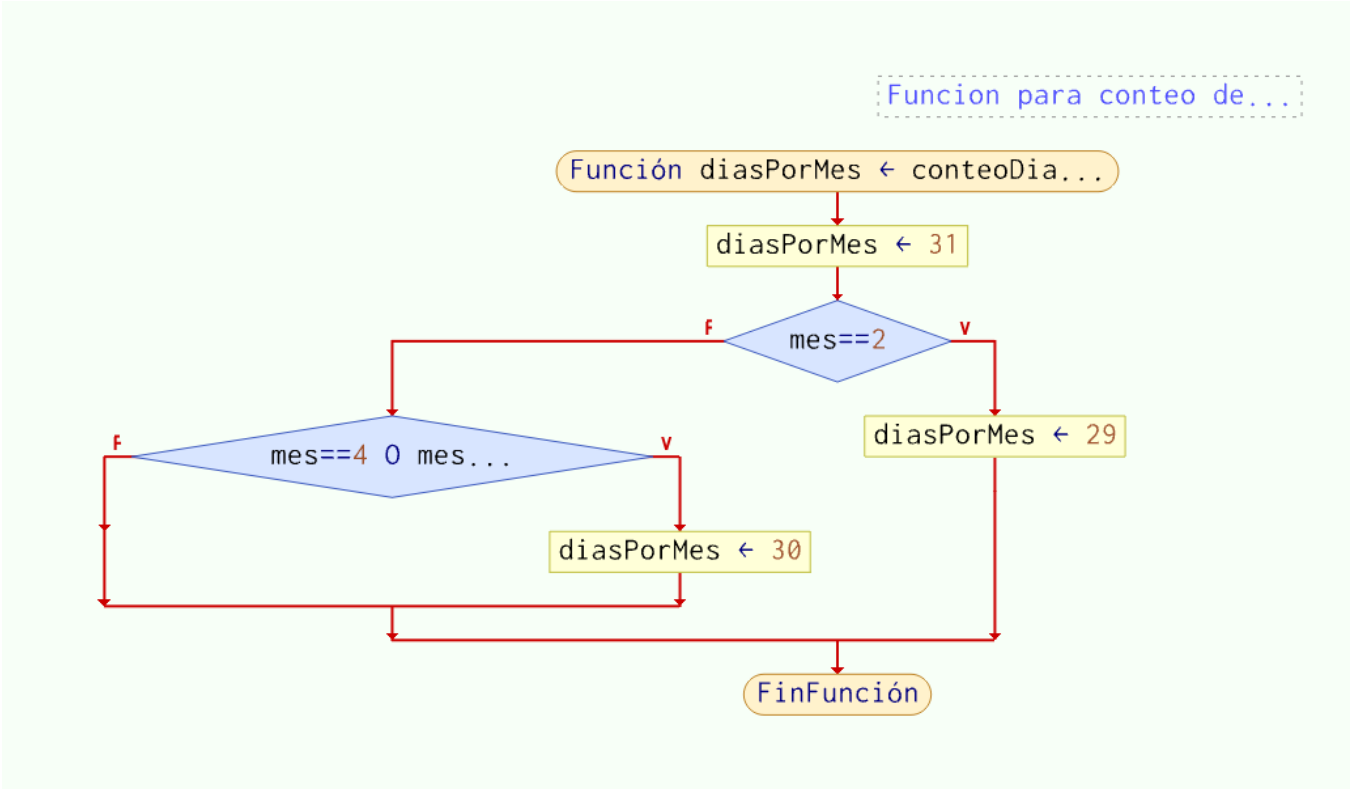 Funcion para conteo de...
Función diasPorMes ← conteoDia...
diasPorMes ← 31
mes==2
F
V
diasPorMes ← 29
mes==4 O mes...
F
V
diasPorMes ← 30
FinFunción